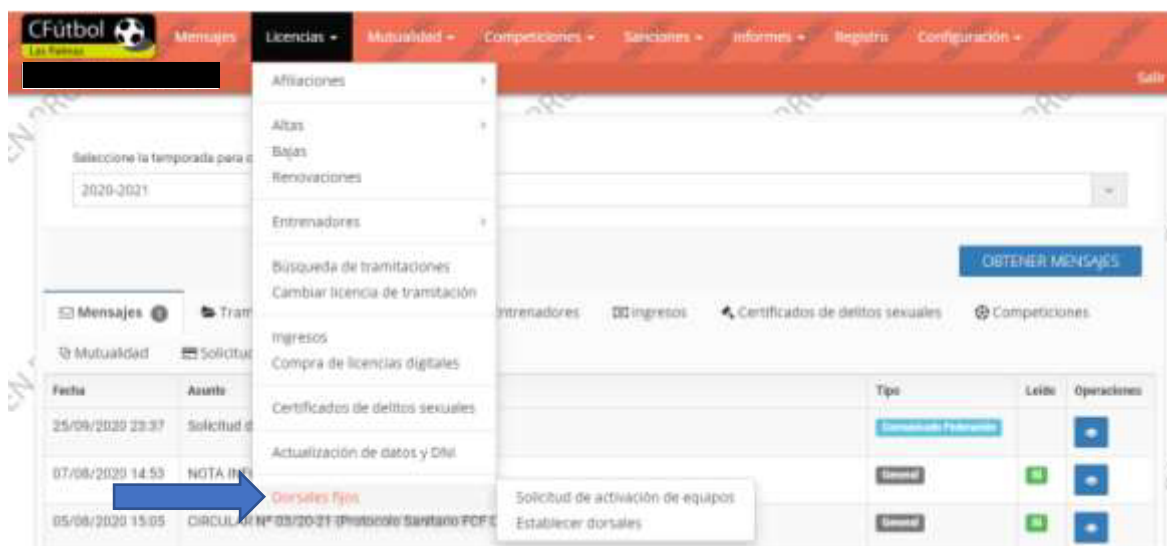 CFútbol
Las Palmas
Mensajes Licencias Mutualidad Competiciones Sanciones Informes Registro Configuración
Salir
Afiliaciones
Altas
Bajas
Renovaciones
Entrenadores
Búsqueda de tramitaciones
Cambiar licencia de tramitación
Ingresos
Compra de licencias digitales
Certificados de delitos sexuales
Actualización de datos y DNI
Dorsales fijos
Solicitud de activación de equipos
Establecer dorsales
Seleccione la temporada para
2020-2021
OBTENER MENSAJES
Mensajes Tram ntrenadores Ingresos Certificados de delitos sexuales Competiciones
Mutualidad Solicitud
Fecha Asunto Tipo Leído Operaciones
25/09/2020 23:37 Solicitud d Comunicado Federación
07/08/2020 14:53 NOTA INF General SI
05/08/2020 15:05 CIRCULAR Nº 03/20-21 (Protocolo Sanitario FCF General SI